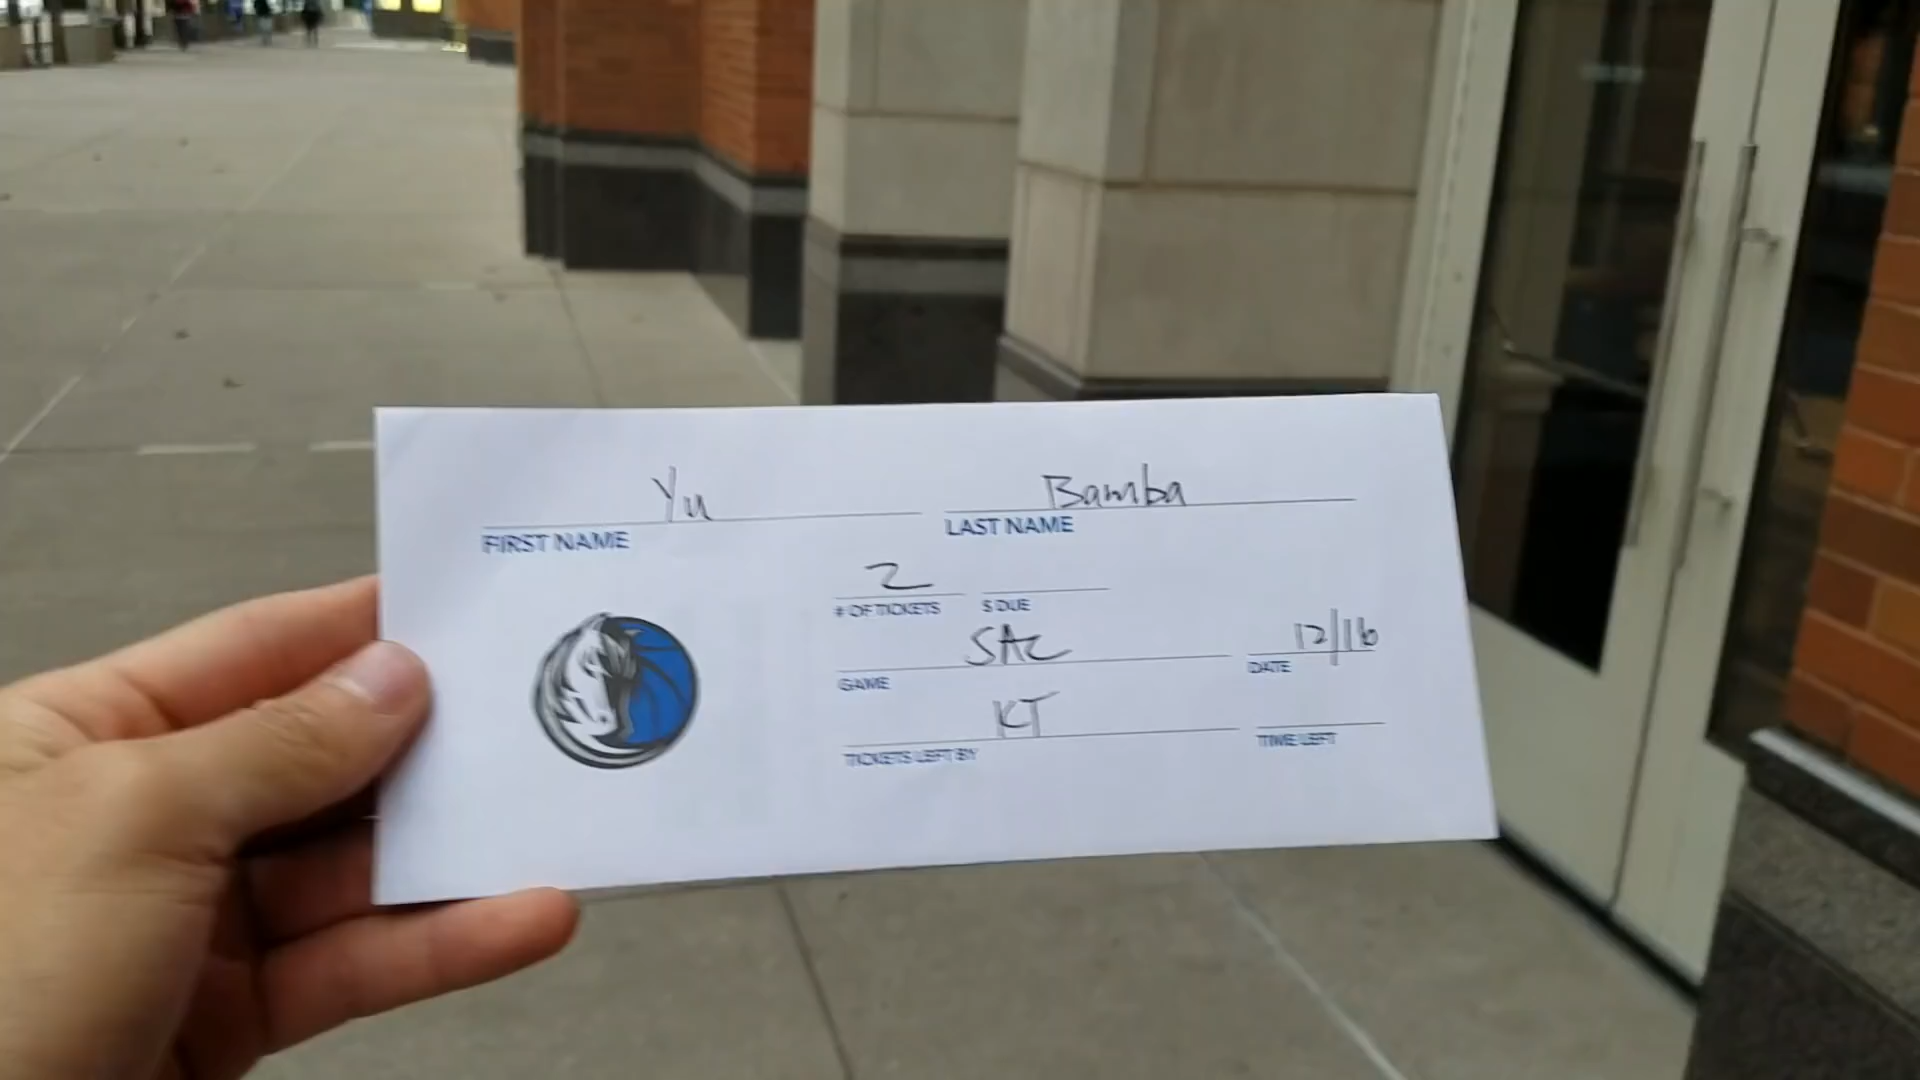 Yu Bamba
FIRST NAME LAST NAME
2
# OF TICKETS $ DUE
SAC 12/16
GAME DATE
KT
TICKETS LEFT BY TIME LEFT